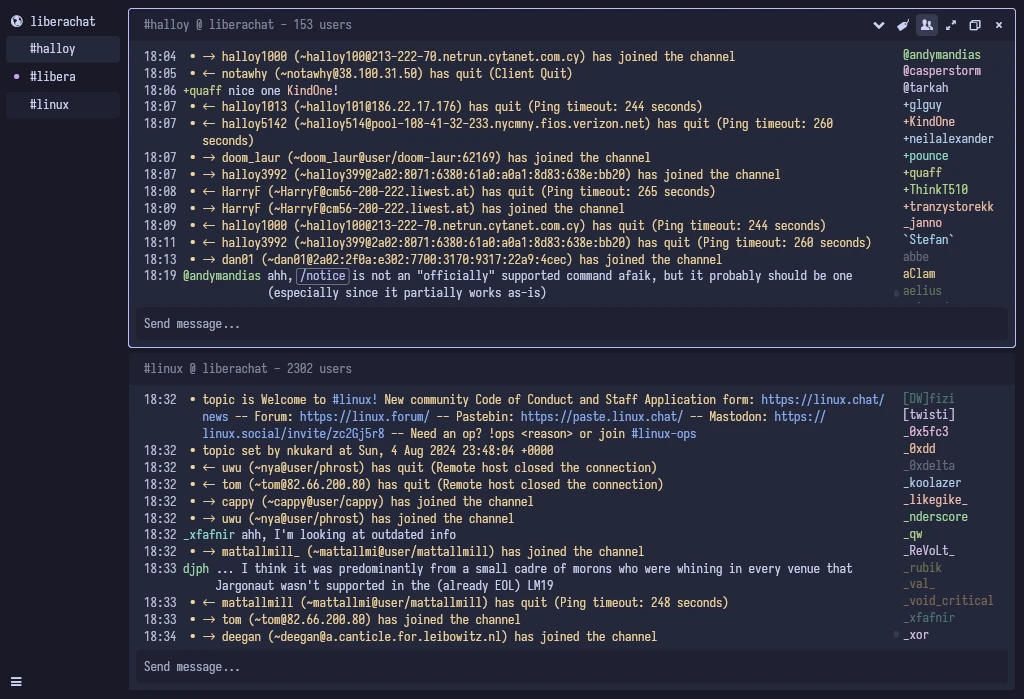 liberachat
#halloy
#libera
#linux
#halloy @ liberachat – 153 users
18:04 • → halloy1000 (~halloy100@213-222-70.netrun.cytanet.com.cy) has joined the channel
18:05 • ← notawhy (~notawhy@38.100.31.50) has quit (Client Quit)
18:06 +quaff nice one KindOne!
18:07 • ← halloy1013 (~halloy101@186.22.17.176) has quit (Ping timeout: 244 seconds)
18:07 • ← halloy5142 (~halloy514@pool-108-41-32-233.nycmny.fios.verizon.net) has quit (Ping timeout: 260
seconds)
18:07 • → doom_laur (~doom_laur@user/doom-laur:62169) has joined the channel
18:07 • → halloy3992 (~halloy399@2a02:8071:6380:61a0:a0a1:8d83:638e:bb20) has joined the channel
18:08 • ← HarryF (~HarryF@cm56-200-222.liwest.at) has quit (Ping timeout: 265 seconds)
18:09 • → HarryF (~HarryF@cm56-200-222.liwest.at) has joined the channel
18:09 • ← halloy1000 (~halloy100@213-222-70.netrun.cytanet.com.cy) has quit (Ping timeout: 244 seconds)
18:11 • ← halloy3992 (~halloy399@2a02:8071:6380:61a0:a0a1:8d83:638e:bb20) has quit (Ping timeout: 260 seconds)
18:13 • → dan01 (~dan01@2a02:2f0a:e302:7700:3170:9317:22a9:4cec) has joined the channel
18:19 @andymandias ahh, /notice is not an "officially" supported command afaik, but it probably should be one
(especially since it partially works as-is)
@andymandias
@casperstorm
@tarkah
+glguy
+KindOne
+neilalexander
+pounce
+quaff
+ThinkT510
+tranzystorekk
_janno
`Stefan`
abbe
aClam
aelius
Send message...
#linux @ liberachat – 2302 users
18:32 • topic is Welcome to #linux! New community Code of Conduct and Staff Application form: https://linux.chat/
news -- Forum: https://linux.forum/ -- Pastebin: https://paste.linux.chat/ -- Mastodon: https://
linux.social/invite/zc2Gj5r8 -- Need an op? !ops <reason> or join #linux-ops
18:32 • topic set by nkukard at Sun, 4 Aug 2024 23:48:04 +0000
18:32 • ← uwu (~nya@user/phrost) has quit (Remote host closed the connection)
18:32 • ← tom (~tom@82.66.200.80) has quit (Remote host closed the connection)
18:32 • → cappy (~cappy@user/cappy) has joined the channel
18:32 • → uwu (~nya@user/phrost) has joined the channel
18:32 _xfafnir ahh, I'm looking at outdated info
18:32 • → mattallmill_ (~mattallmi@user/mattallmill) has joined the channel
18:33 djph ... I think it was predominantly from a small cadre of morons who were whining in every venue that
Jargonaut wasn't supported in the (already EOL) LM19
18:33 • ← mattallmill (~mattallmi@user/mattallmill) has quit (Ping timeout: 248 seconds)
18:33 • → tom (~tom@82.66.200.80) has joined the channel
18:34 • → deegan (~deegan@a.canticle.for.leibowitz.nl) has joined the channel
[DW]fizi
[twisti]
_0x5fc3
_0xdd
_0xdelta
_koolazer
_likegike_
_nderscore
_qw
_ReVoLt_
_rubik
_val_
_void_critical
_xfafnir
_xor
Send message...